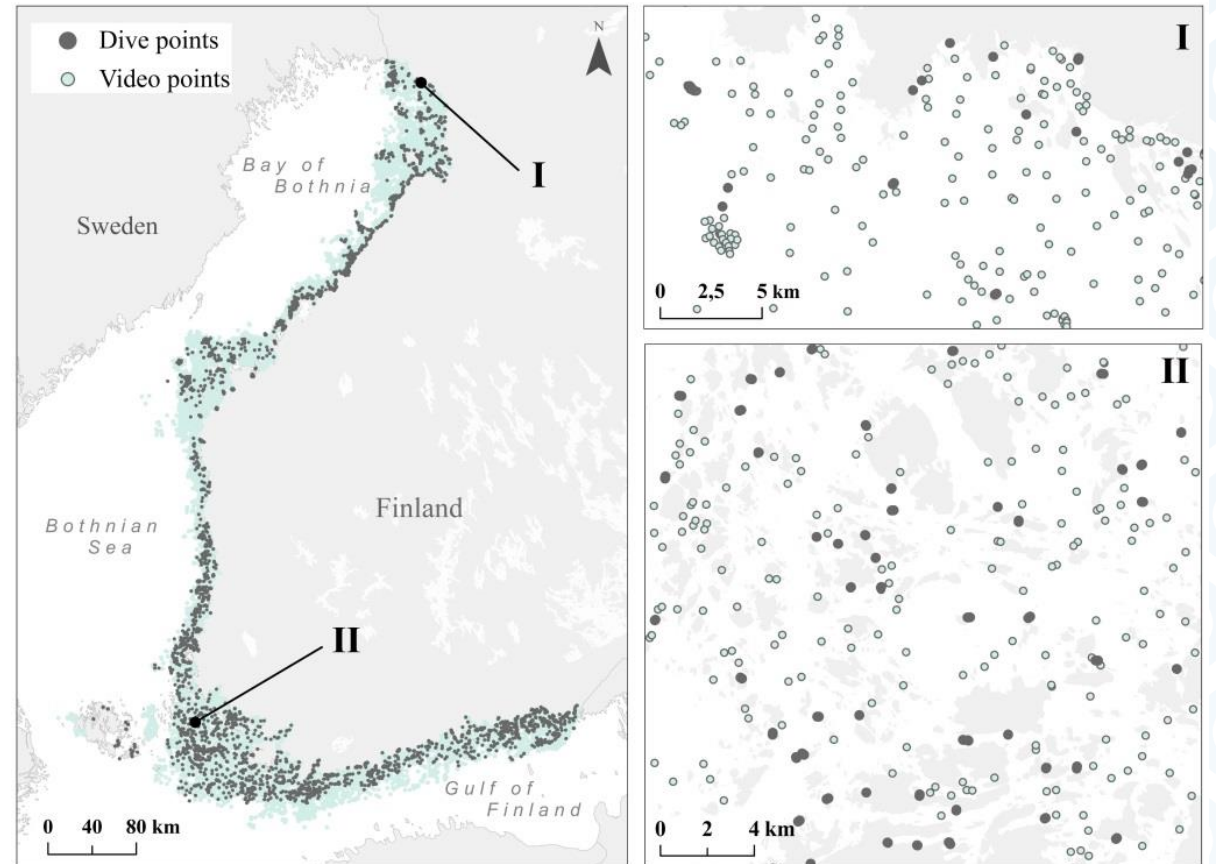 Dive points
Video points
N
I
Bay of
Bothnia
Sweden
Finland
Bothnian
Sea
II
Gulf of
Finland
0 40 80 km
I
0 2,5 5 km
II
0 2 4 km